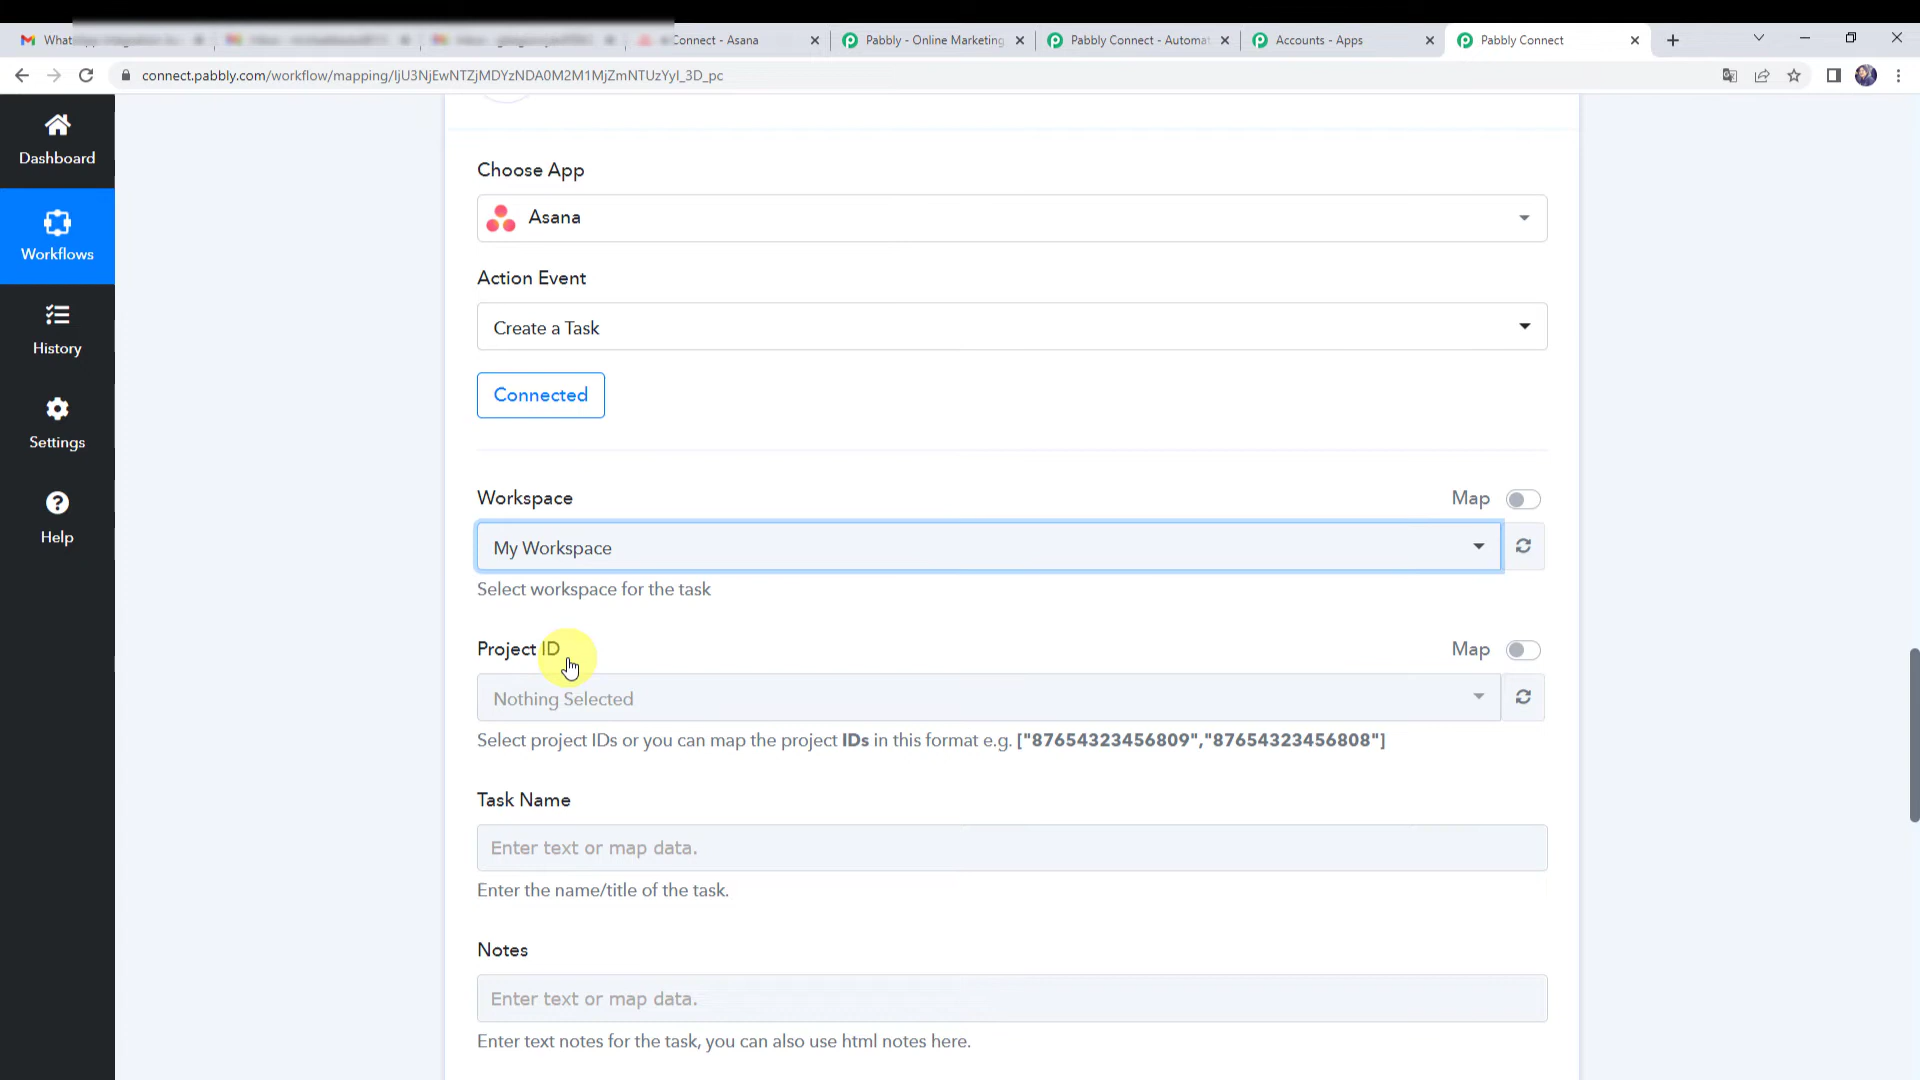 What
Connect - Asana
Pabbly - Online Marketing
Pabbly Connect - Automat
Accounts - Apps
Pabbly Connect
connect.pabbly.com/workflow/mapping/IjU3NjEwNTZjMDYzNDA0M2M1MjZmNTUzYyI_3D_pc
Dashboard
Workflows
History
Settings
Help
Choose App
Asana
Action Event
Create a Task
Connected
Workspace
Map
My Workspace
Select workspace for the task
Project ID
Map
Nothing Selected
Select project IDs or you can map the project IDs in this format e.g. ["87654323456809","87654323456808"]
Task Name
Enter text or map data.
Enter the name/title of the task.
Notes
Enter text or map data.
Enter text notes for the task, you can also use html notes here.